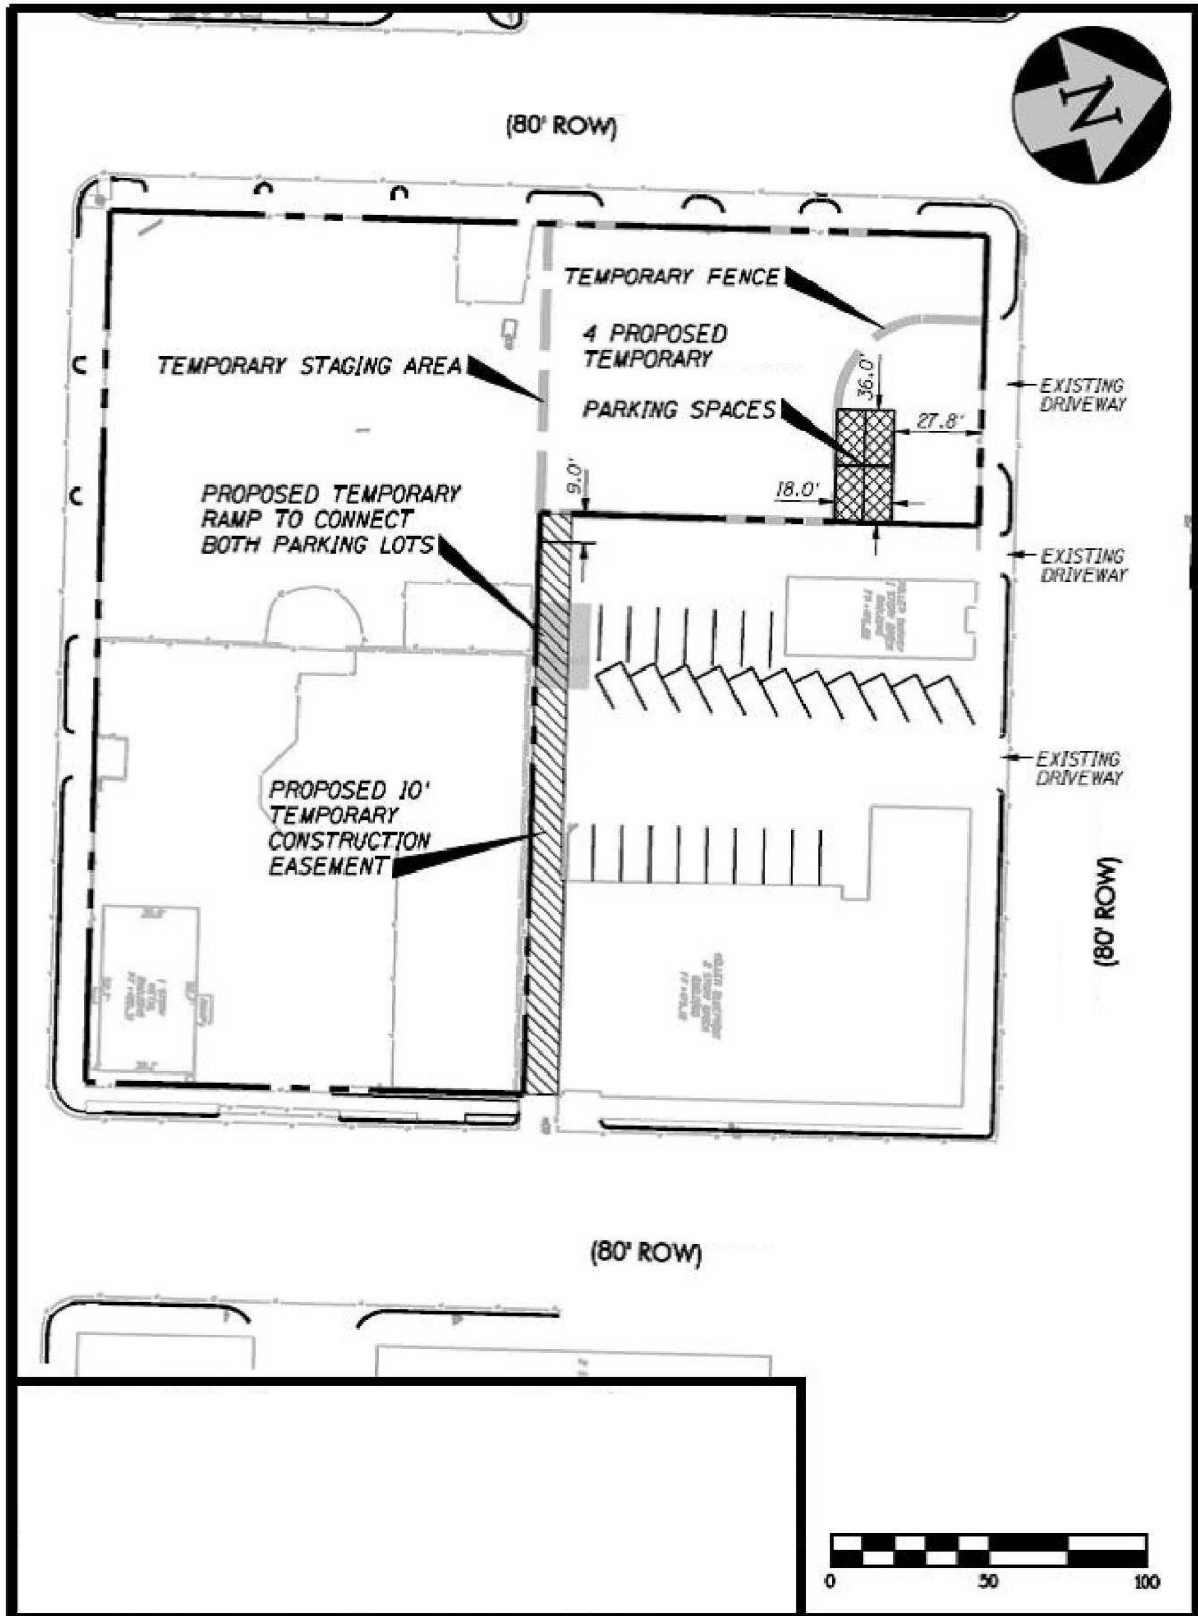 (80' ROW)
N
TEMPORARY FENCE
4 PROPOSED
TEMPORARY
PARKING SPACES
TEMPORARY STAGING AREA
36.0'
27.8'
EXISTING
DRIVEWAY
9.0'
18.0'
PROPOSED TEMPORARY
RAMP TO CONNECT
BOTH PARKING LOTS
EXISTING
DRIVEWAY
EXISTING
DRIVEWAY
PROPOSED 10'
TEMPORARY
CONSTRUCTION
EASEMENT
(80' ROW)
(80' ROW)
0 50 100